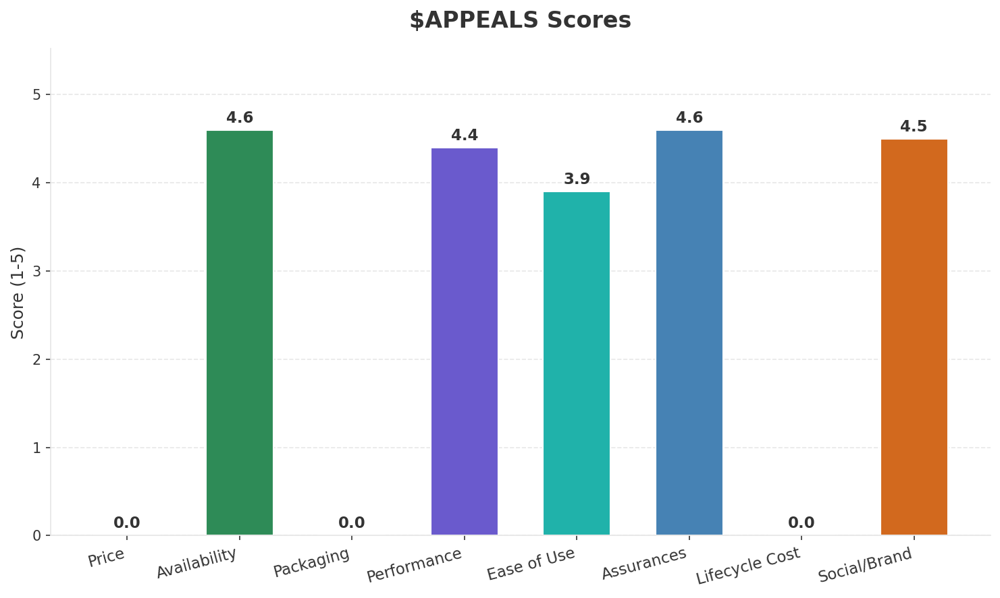 $APPEALS Scores
Score (1-5)
5
4
3
2
1
0
0.0
4.6
0.0
4.4
3.9
4.6
0.0
4.5
Price
Availability
Packaging
Performance
Ease of Use
Assurances
Lifecycle Cost
Social/Brand